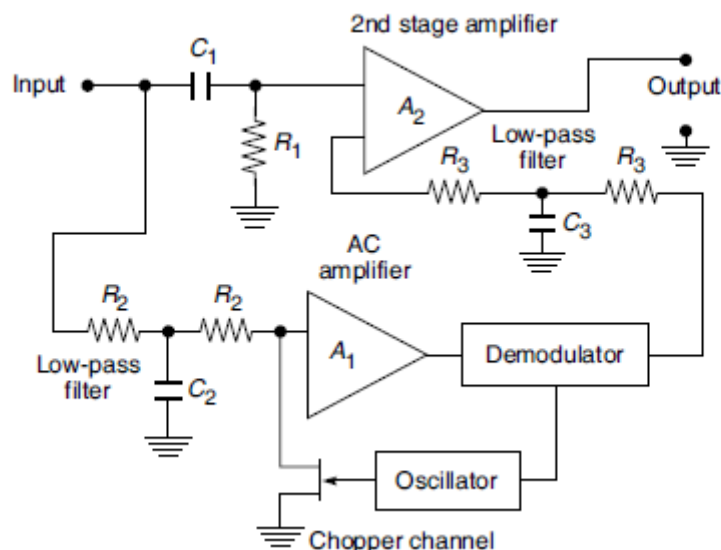 2nd stage amplifier
C1
Input
A2
Output
R1
Low-pass
filter
R3
R3
C3
AC
amplifier
R2
R2
A1
Demodulator
Low-pass
filter
C2
Oscillator
Chopper channel